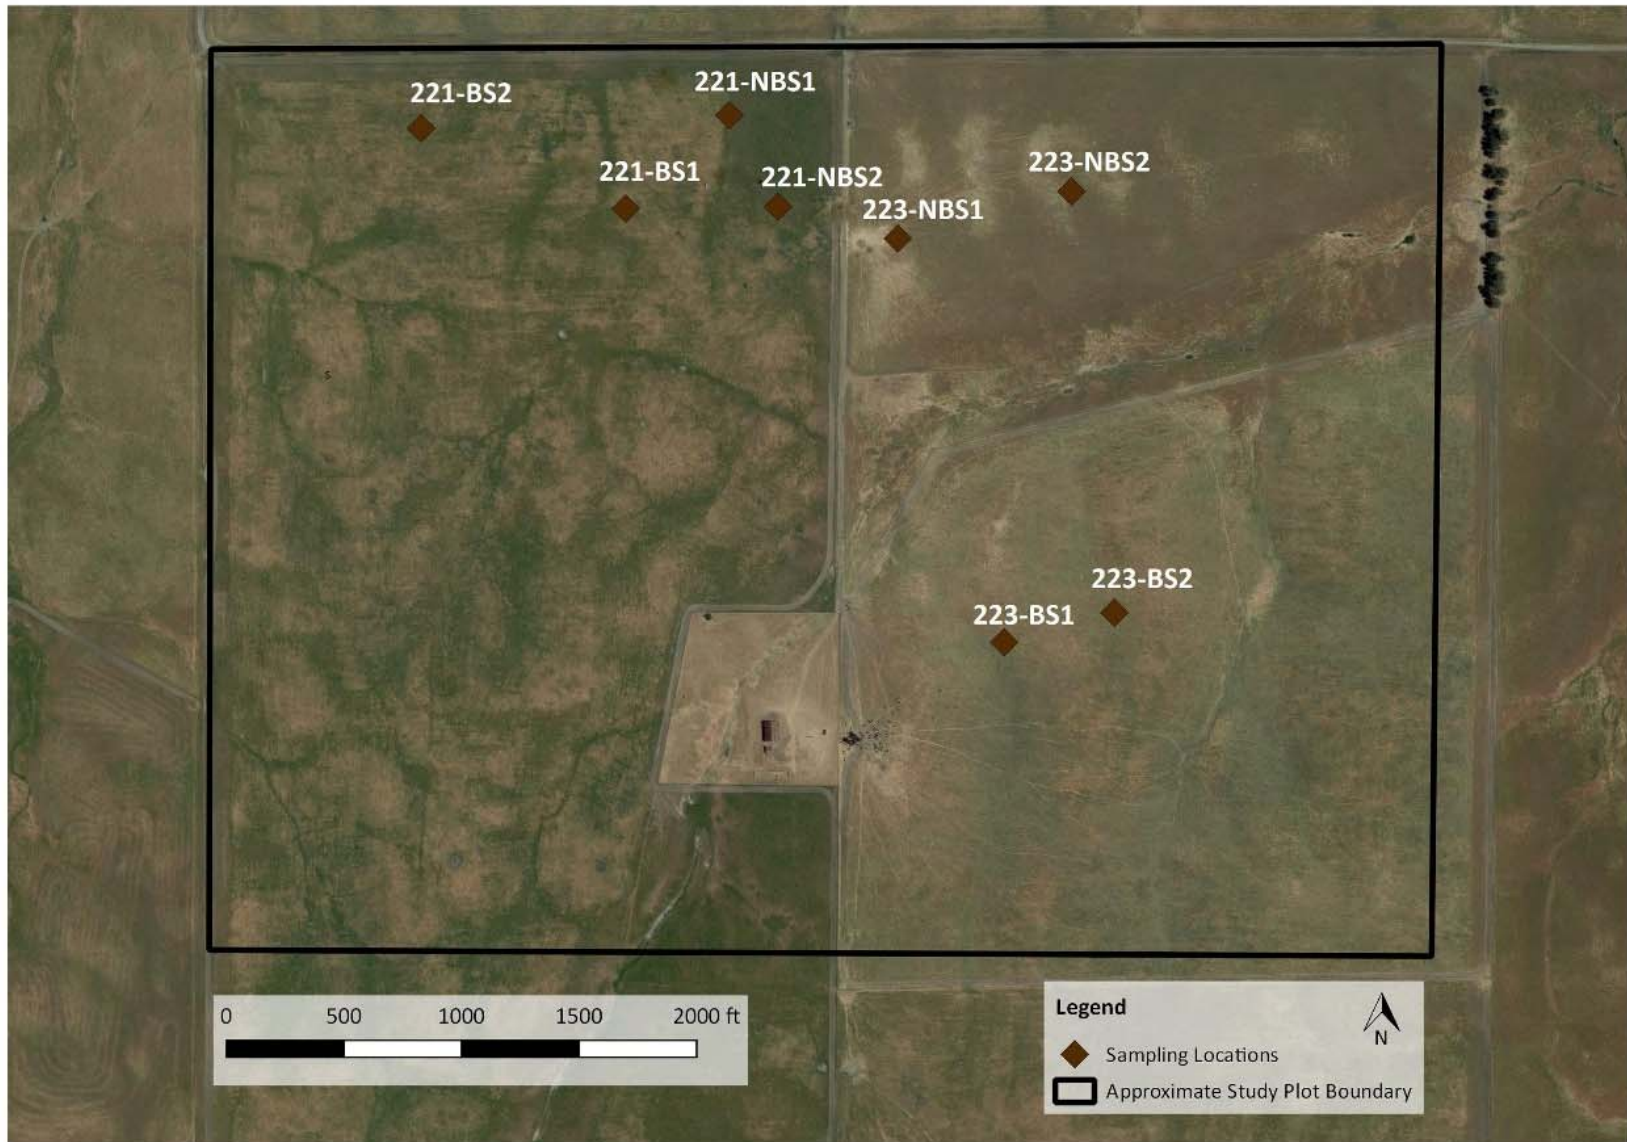 221-BS2
221-NBS1
221-BS1
221-NBS2
223-NBS2
223-NBS1
223-BS2
223-BS1
0 500 1000 1500 2000 ft
Legend
N
Sampling Locations
Approximate Study Plot Boundary